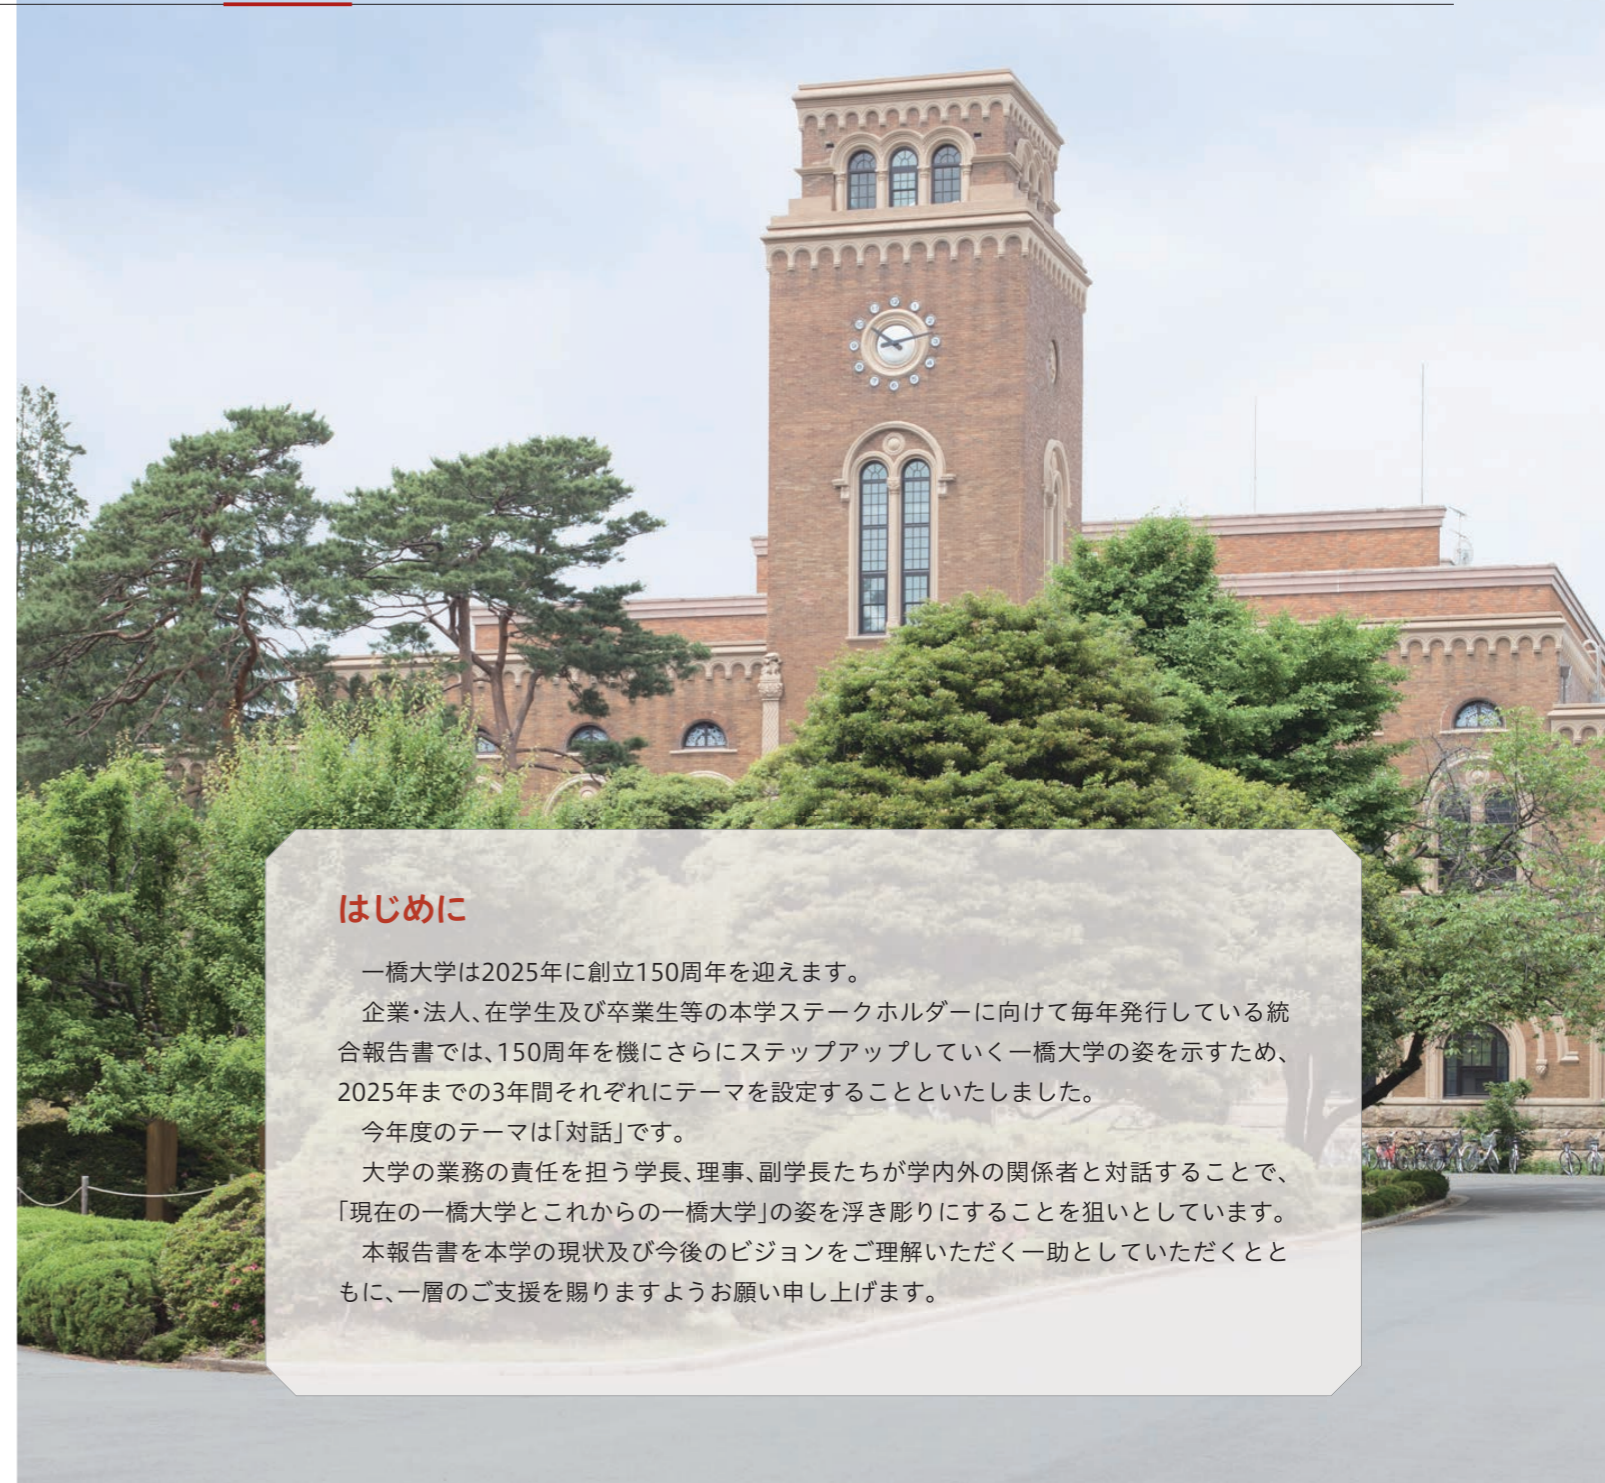 はじめに
一橋大学は2025年に創立150周年を迎えます。
企業・法人、在学生及び卒業生等の本学ステークホルダーに向けて毎年発行している統
合報告書では、150周年を機にさらにステップアップしていく一橋大学の姿を示すため、
2025年までの3年間それぞれにテーマを設定することといたしました。
今年度のテーマは「対話」です。
大学の業務の責任を担う学長、理事、副学長たちが学内外の関係者と対話することで、
「現在の一橋大学とこれからの一橋大学」の姿を浮き彫りにすることを狙いとしています。
本報告書を本学の現状及び今後のビジョンをご理解いただく一助としていただくとと
もに、一層のご支援を賜りますようお願い申し上げます。